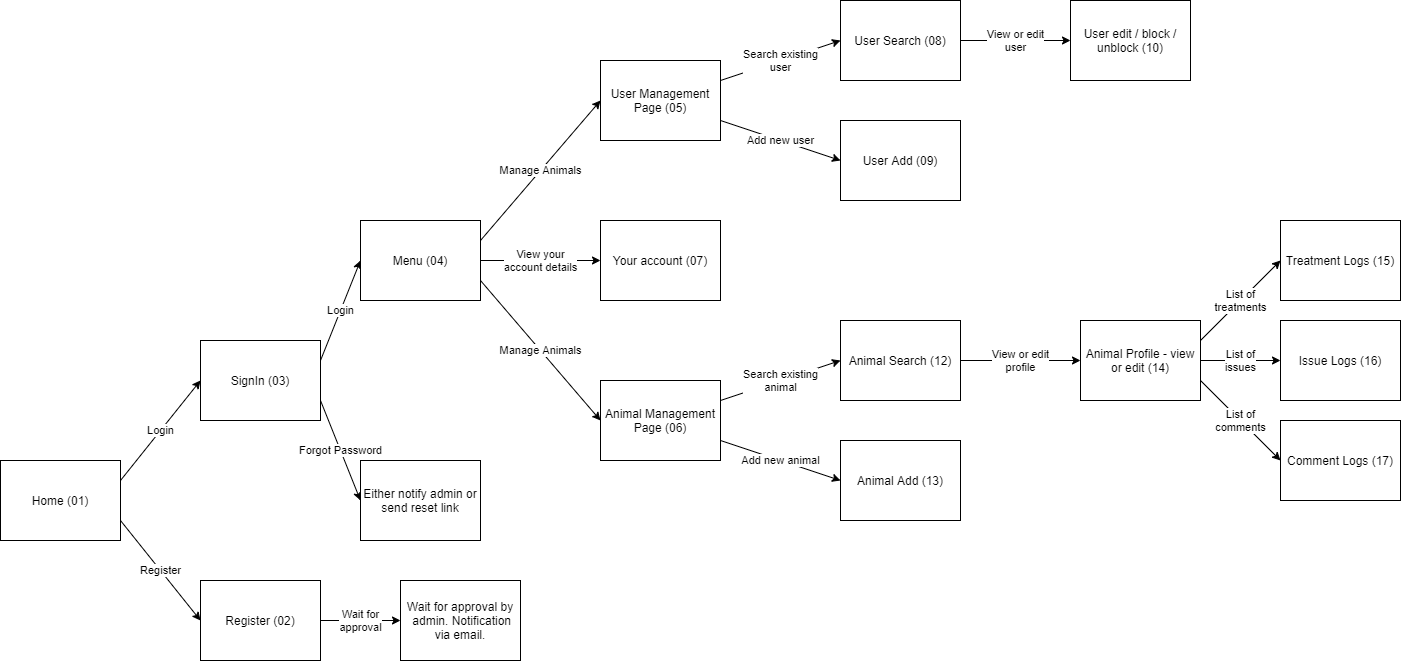 User Search (08)
View or edit
user
User edit / block /
unblock (10)
Search existing
user
User Management
Page (05)
Add new user
User Add (09)
Manage Animals
Menu (04)
View your
account details
Your account (07)
Treatment Logs (15)
List of
treatments
Login
Manage Animals
Animal Search (12)
View or edit
profile
Animal Profile - view
or edit (14)
List of
issues
Issue Logs (16)
SignIn (03)
Search existing
animal
Animal Management
Page (06)
List of
comments
Login
Forgot Password
Add new animal
Comment Logs (17)
Animal Add (13)
Home (01)
Either notify admin or
send reset link
Register
Register (02)
Wait for
approval
Wait for approval by
admin. Notification
via email.